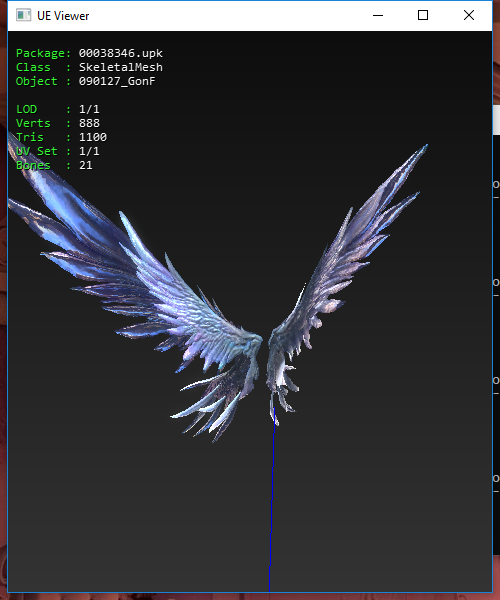 UE Viewer
Package: 00038346.upk
Class : SkeletalMesh
Object : 090127_GonF
LOD : 1/1
Verts : 888
Tris : 1100
UV Set : 1/1
Bones : 21